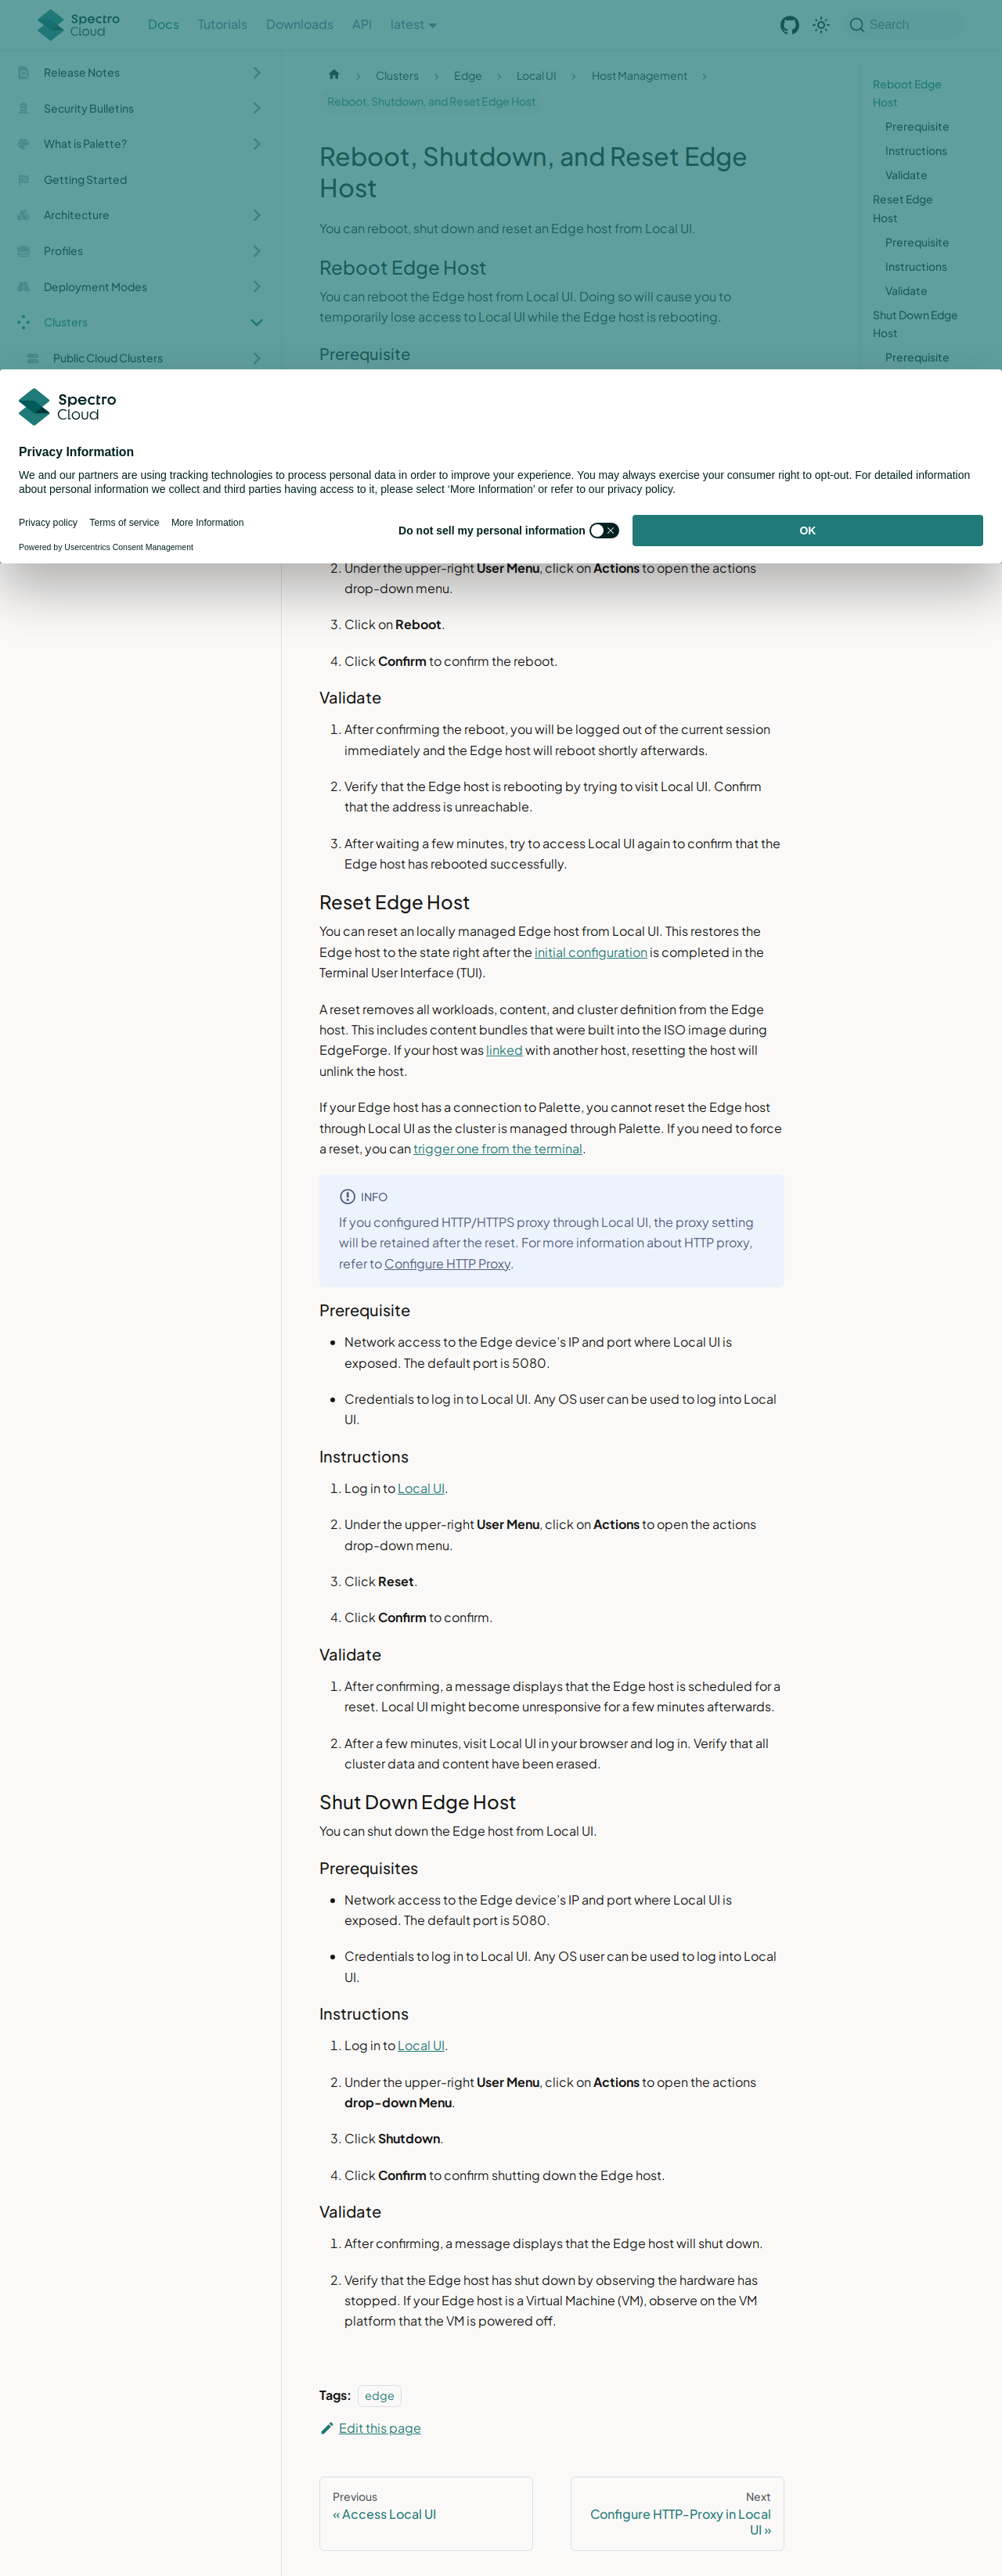 Spectro Cloud
Docs
Tutorials
Downloads
API
latest
Search
Release Notes
Security Bulletins
What is Palette?
Getting Started
Architecture
Profiles
Deployment Modes
Clusters
Public Cloud Clusters
Clusters
Edge
Local UI
Host Management
Reboot, Shutdown, and Reset Edge Host
Reboot, Shutdown, and Reset Edge
Host
You can reboot, shut down and reset an Edge host from Local UI.
Reboot Edge Host
You can reboot the Edge host from Local UI. Doing so will cause you to
temporarily lose access to Local UI while the Edge host is rebooting.
Prerequisite
Reboot Edge
Host
Prerequisite
Instructions
Validate
Reset Edge
Host
Prerequisite
Instructions
Validate
Shut Down Edge
Host
Prerequisite
Spectro
Cloud
Privacy Information
We and our partners are using tracking technologies to process personal data in order to improve your experience. You may always exercise your consumer right to opt-out. For detailed information
about personal information we collect and third parties having access to it, please select 'More Information' or refer to our privacy policy.
Privacy policy Terms of service More Information
Powered by Usercentrics Consent Management
Do not sell my personal information
OK
2. Under the upper-right User Menu, click on Actions to open the actions
drop-down menu.
3. Click on Reboot.
4. Click Confirm to confirm the reboot.
Validate
1. After confirming the reboot, you will be logged out of the current session
immediately and the Edge host will reboot shortly afterwards.
2. Verify that the Edge host is rebooting by trying to visit Local UI. Confirm
that the address is unreachable.
3. After waiting a few minutes, try to access Local UI again to confirm that the
Edge host has rebooted successfully.
Reset Edge Host
You can reset an locally managed Edge host from Local UI. This restores the
Edge host to the state right after the initial configuration is completed in the
Terminal User Interface (TUI).
A reset removes all workloads, content, and cluster definition from the Edge
host. This includes content bundles that were built into the ISO image during
EdgeForge. If your host was linked with another host, resetting the host will
unlink the host.
If your Edge host has a connection to Palette, you cannot reset the Edge host
through Local UI as the cluster is managed through Palette. If you need to force
a reset, you can trigger one from the terminal.
INFO
If you configured HTTP/HTTPS proxy through Local UI, the proxy setting
will be retained after the reset. For more information about HTTP proxy,
refer to Configure HTTP Proxy.
Prerequisite
Network access to the Edge device's IP and port where Local UI is
exposed. The default port is 5080.
Credentials to log in to Local UI. Any OS user can be used to log into Local
UI.
Instructions
1. Log in to Local UI.
2. Under the upper-right User Menu, click on Actions to open the actions
drop-down menu.
3. Click Reset.
4. Click Confirm to confirm.
Validate
1. After confirming, a message displays that the Edge host is scheduled for a
reset. Local UI might become unresponsive for a few minutes afterwards.
2. After a few minutes, visit Local UI in your browser and log in. Verify that all
cluster data and content have been erased.
Shut Down Edge Host
You can shut down the Edge host from Local UI.
Prerequisites
Network access to the Edge device's IP and port where Local UI is
exposed. The default port is 5080.
Credentials to log in to Local UI. Any OS user can be used to log into Local
UI.
Instructions
1. Log in to Local UI.
2. Under the upper-right User Menu, click on Actions to open the actions
drop-down Menu.
3. Click Shutdown.
4. Click Confirm to confirm shutting down the Edge host.
Validate
1. After confirming, a message displays that the Edge host will shut down.
2. Verify that the Edge host has shut down by observing the hardware has
stopped. If your Edge host is a Virtual Machine (VM), observe on the VM
platform that the VM is powered off.
Tags: edge
Edit this page
Previous
« Access Local UI
Next
Configure HTTP-Proxy in Local
UI »